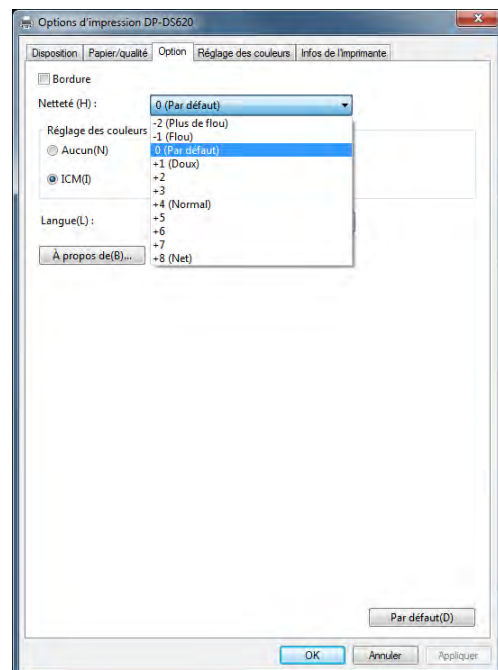 Options d'impression DP-DS620
Disposition Papier/qualité Option Réglage des couleurs Infos de l'imprimante
Bordure
Netteté (H) : 0 (Par défaut)
-2 (Plus de flou)
-1 (Flou)
0 (Par défaut)
+1 (Doux)
+2
+3
+4 (Normal)
+5
+6
+7
+8 (Net)
Réglage des couleurs
Aucun(N)
ICM(I)
Langue(L) :
À propos de(B)...
Par défaut(D)
OK Annuler Appliquer